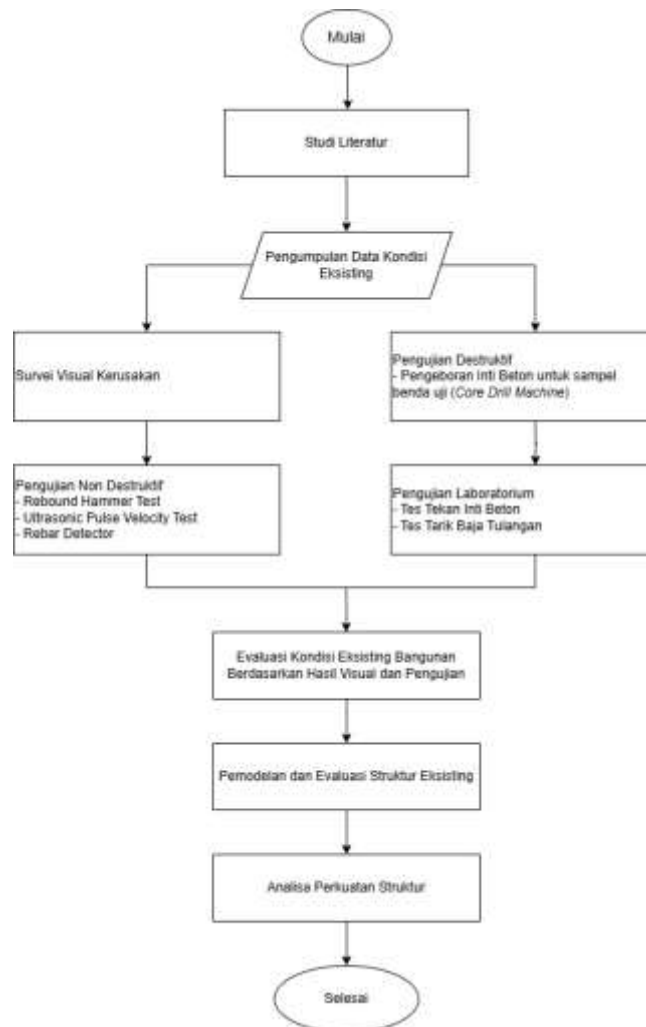 Mulai
Studi Literatur
Pengumpulan Data Kondisi
Eksisting
Survei Visual Kerusakan
Pengujian Destruktif
- Pengeboran Inti Beton untuk sampel
benda uji (Core Drill Machine)
Pengujian Non Destruktif
- Rebound Hammer Test
- Ultrasonic Pulse Velocity Test
- Rebar Detector
Pengujian Laboratorium
- Tes Tekan Inti Beton
- Tes Tarik Baja Tulangan
Evaluasi Kondisi Eksisting Bangunan
Berdasarkan Hasil Visual dan Pengujian
Pemodelan dan Evaluasi Struktur Eksisting
Analisa Perkuatan Struktur
Selesai